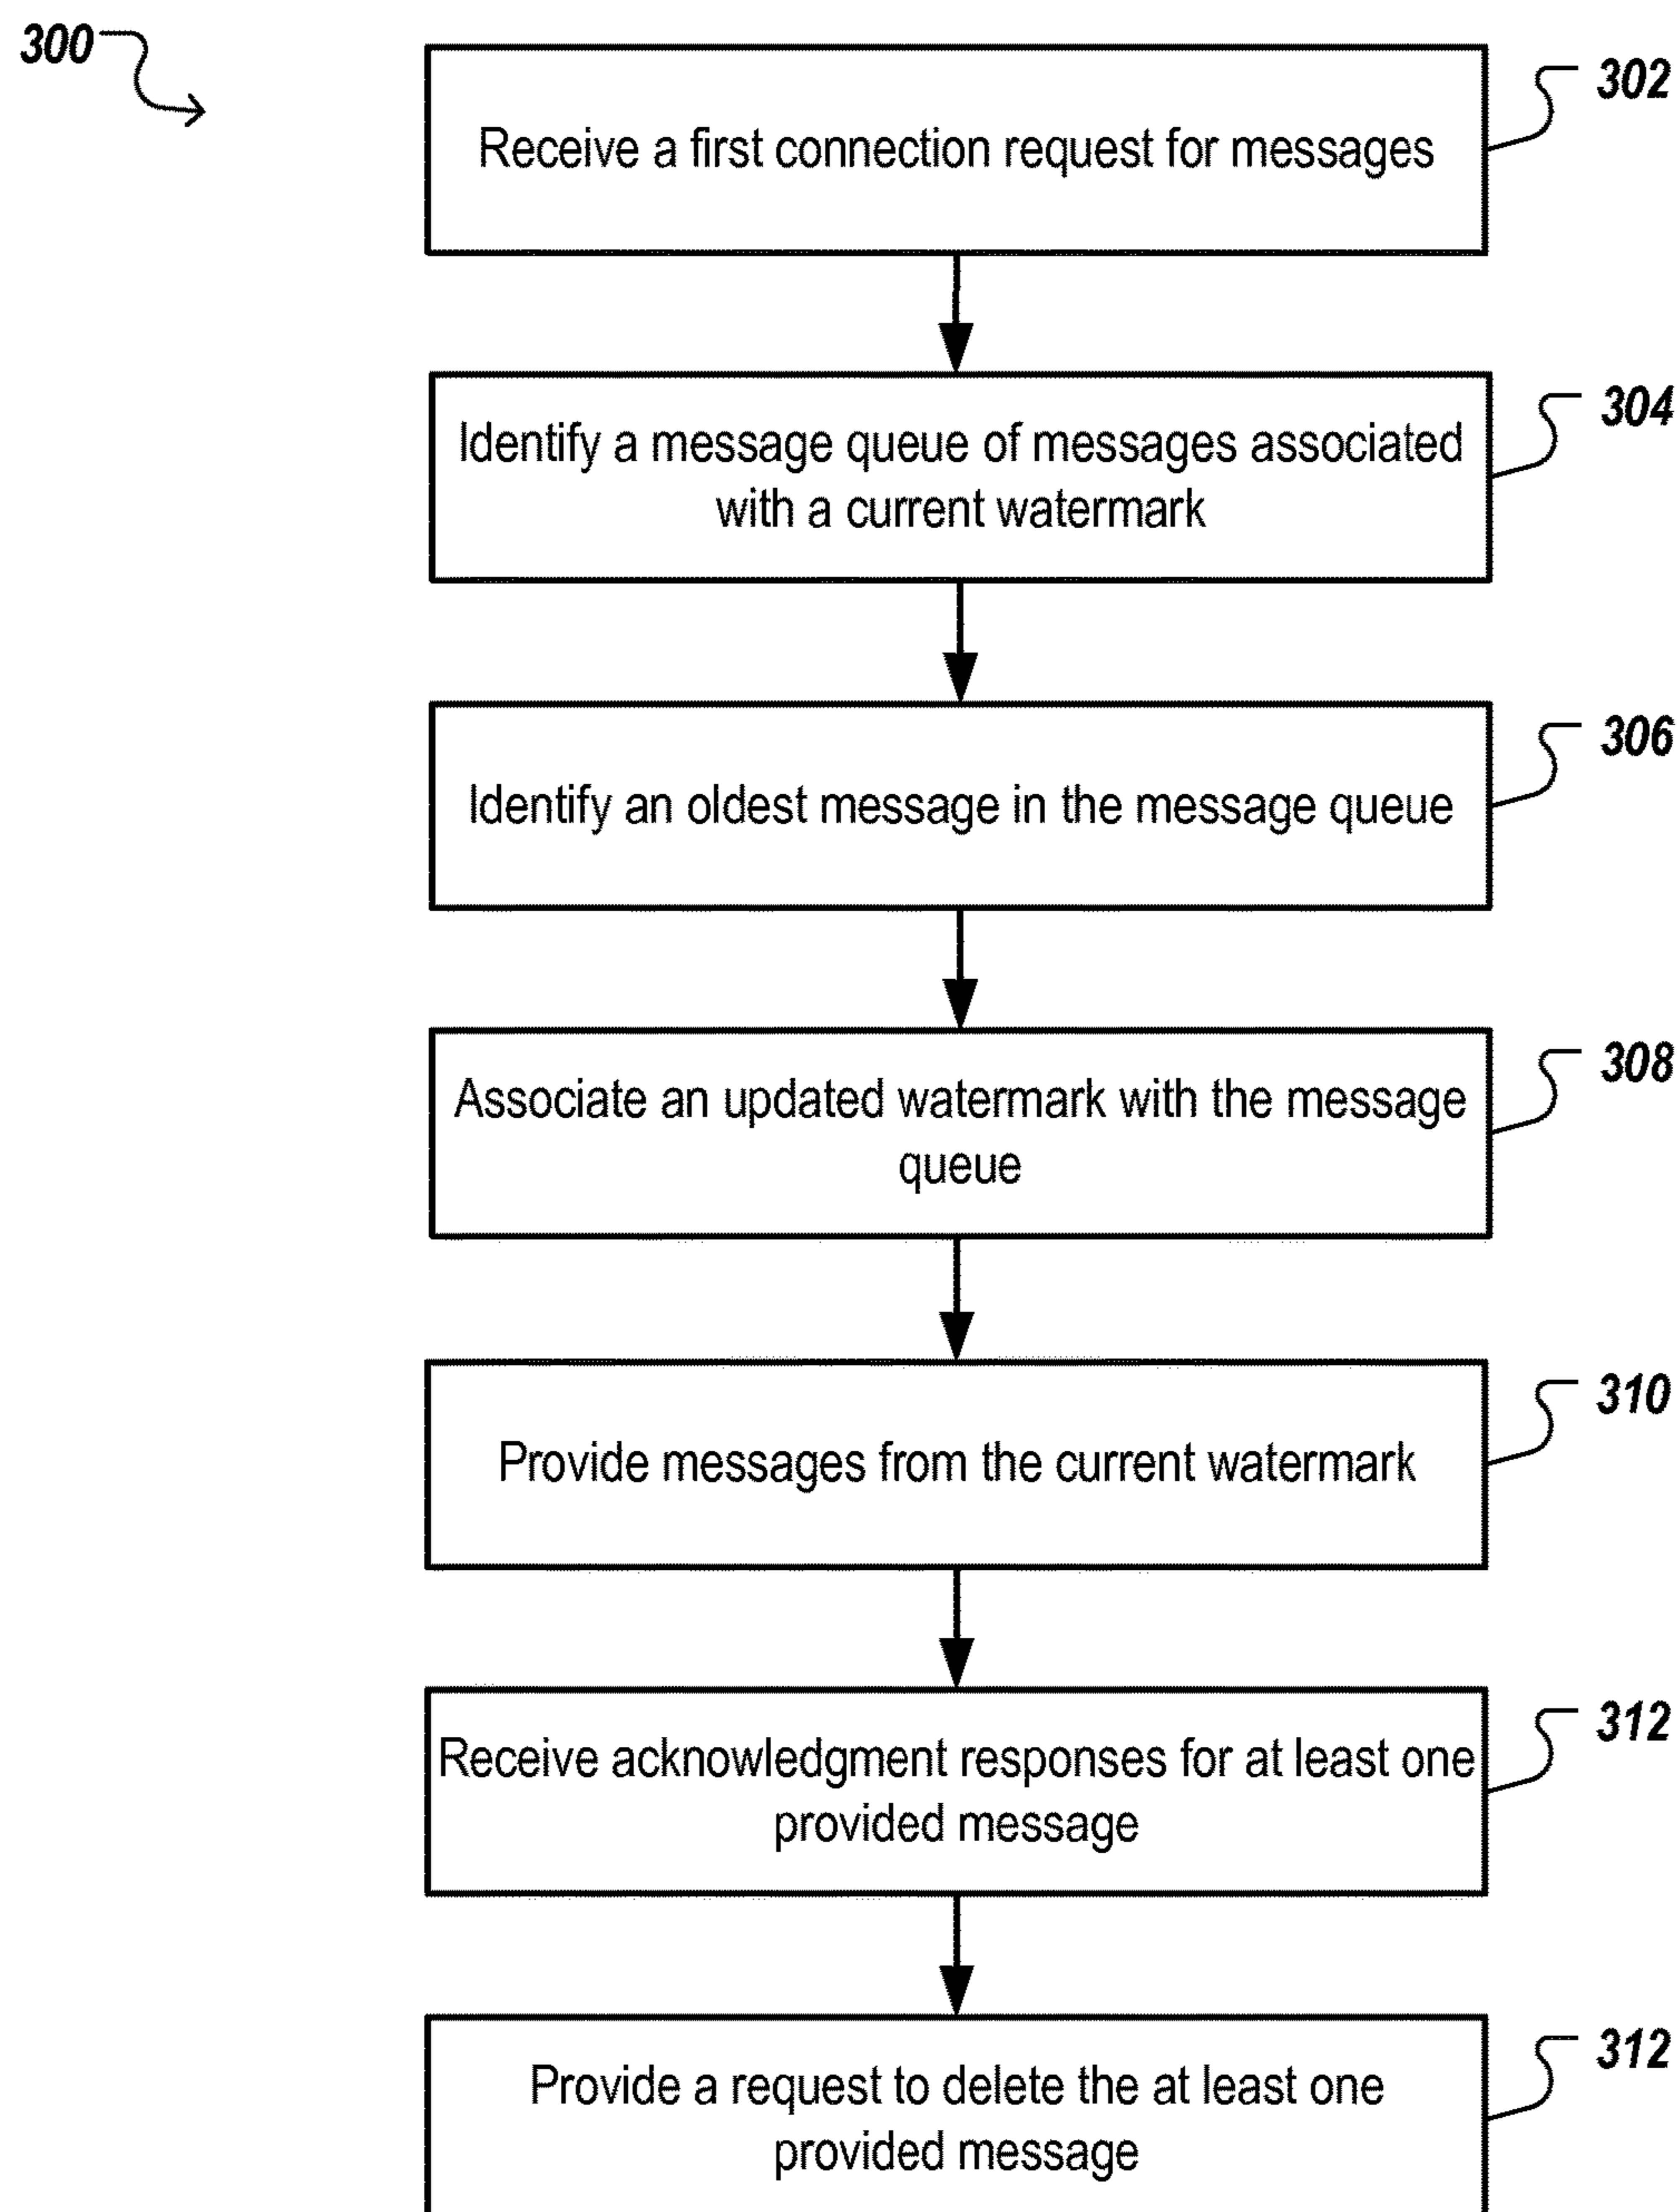 300
302
Receive a first connection request for messages
304
Identify a message queue of messages associated
with a current watermark
306
Identify an oldest message in the message queue
308
Associate an updated watermark with the message
queue
310
Provide messages from the current watermark
312
Receive acknowledgment responses for at least one
provided message
312
Provide a request to delete the at least one
provided message